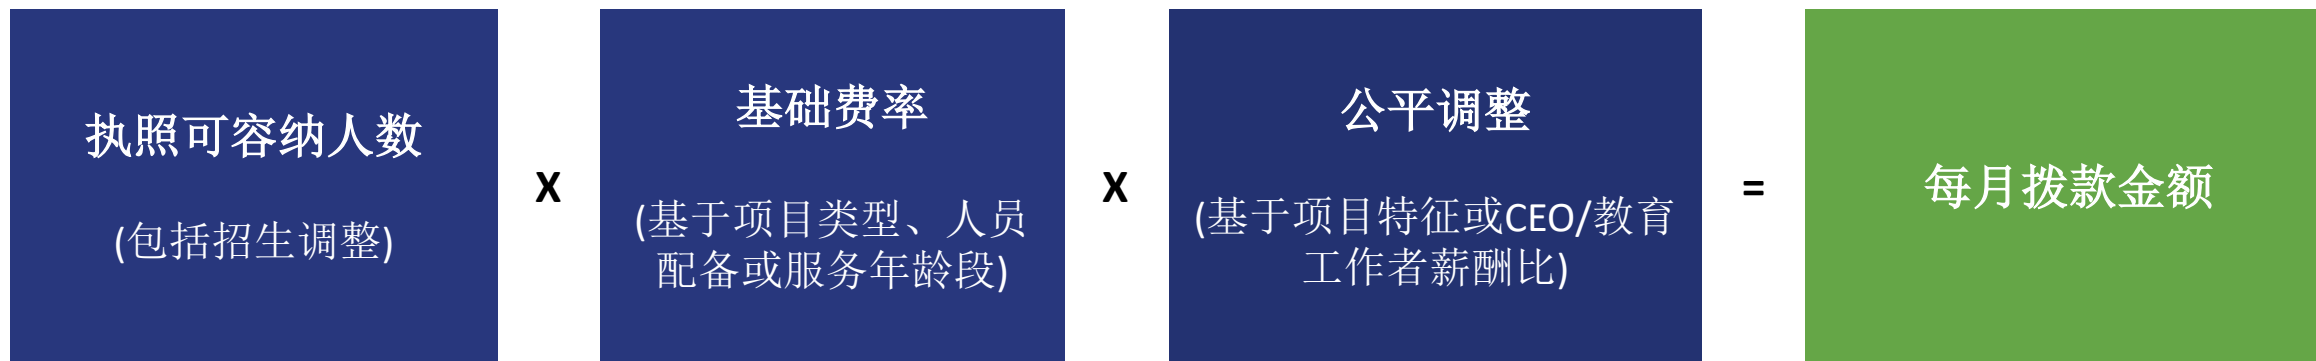 执照可容纳人数
(包括招生调整)
X
基础费率
(基于项目类型、人员
配备或服务年龄段)
X
公平调整
(基于项目特征或CEO/教育
工作者薪酬比)
=
每月拨款金额